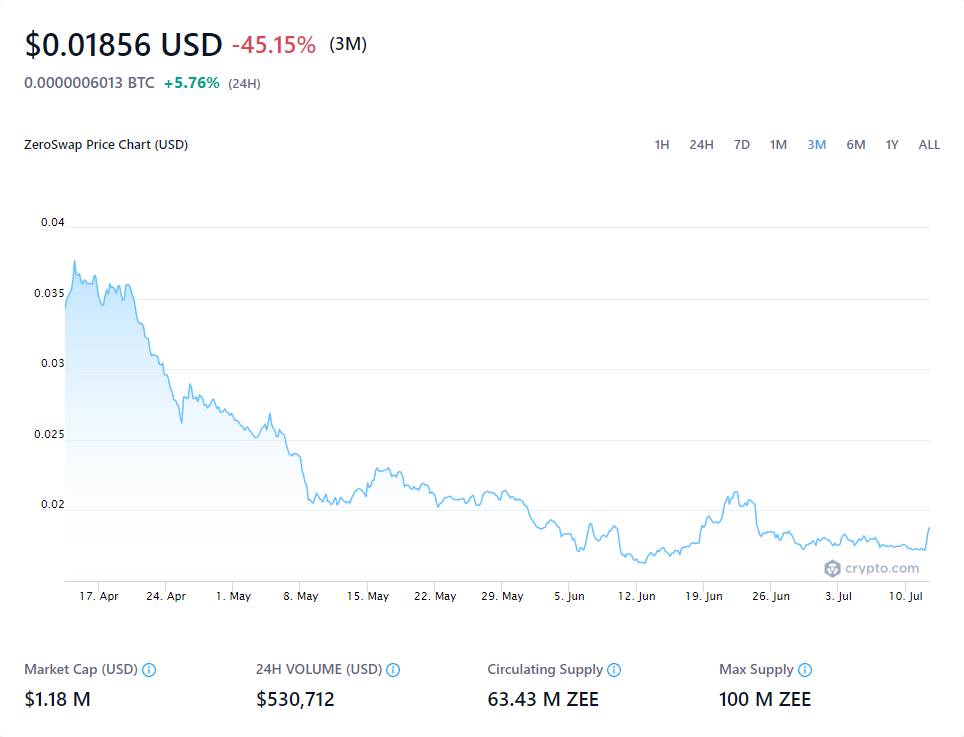 $0.01856 USD -45.15% (3M)
0.0000006013 BTC +5.76% (24H)
ZeroSwap Price Chart (USD) 1H 24H 7D 1M 3M 6M 1Y ALL
0.04
0.035
0.03
0.025
0.02
crypto.com
17. Apr 24. Apr 1. May 8. May 15. May 22. May 29. May 5. Jun 12. Jun 19. Jun 26. Jun 3. Jul 10. Jul
Market Cap (USD) 24H VOLUME (USD) Circulating Supply Max Supply
$1.18 M $530,712 63.43 M ZEE 100 M ZEE